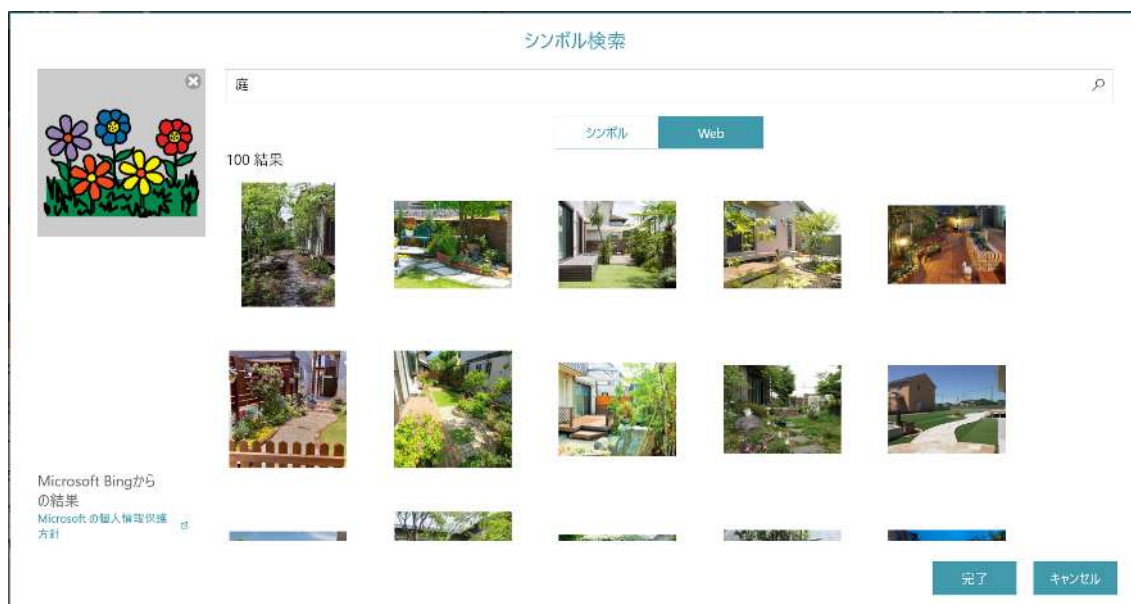 シンボル検索
庭
シンボル
Web
100 結果
Microsoft Bingから
の結果
Microsoft の個人情報保護
方針
完了
キャンセル